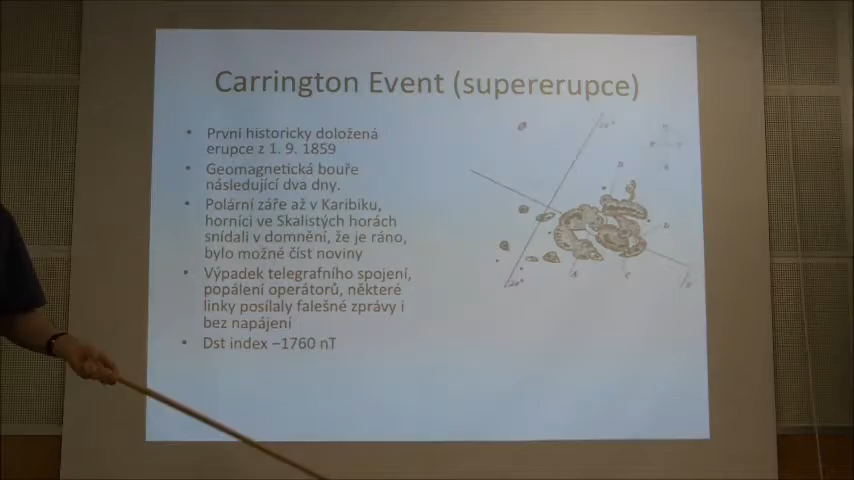 Carrington Event (supererupce)
• První historicky doložená
erupce z 1. 9. 1859
• Geomagnetická bouře
následující dva dny.
• Polární záře až v Karibiku,
horníci ve Skalistých horách
snídali v domnění, že je ráno,
bylo možné číst noviny
• Výpadek telegrafního spojení,
popálení operátorů, některé
linky posílaly falešné zprávy i
bez napájení
• Dst index −1760 nT